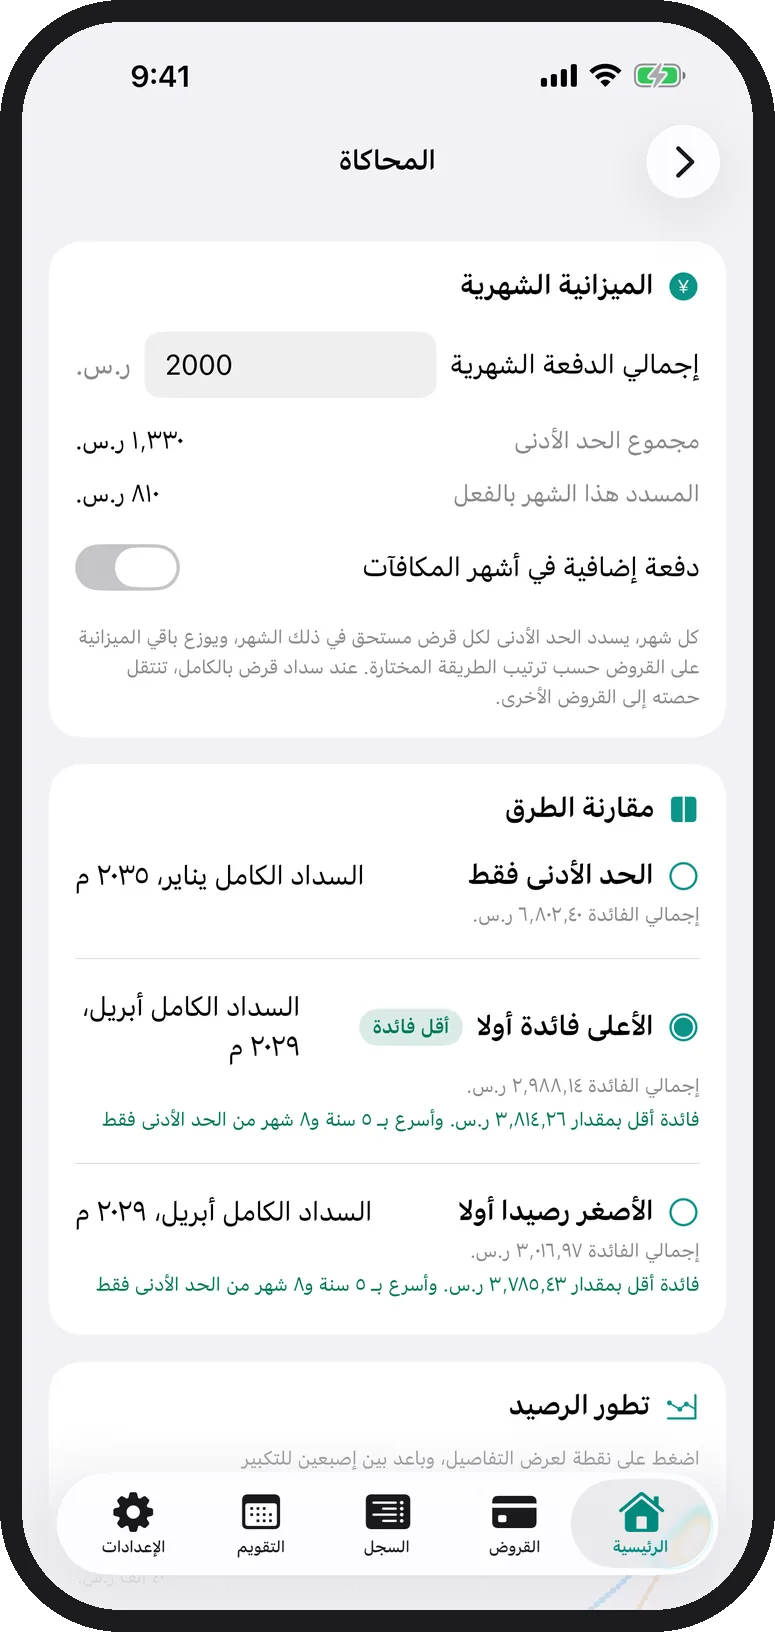 9:41
المحاكاة
¥ الميزانية الشهرية
إجمالي الدفعة الشهرية 2000 ر.س.
مجموع الحد الأدنى ١٬٣٣٠ ر.س.
المسدد هذا الشهر بالفعل ٨١٠ ر.س.
دفعة إضافية في أشهر المكافآت
كل شهر، يسدد الحد الأدنى لكل قرض مستحق في ذلك الشهر، ويوزع باقي الميزانية
على القروض حسب ترتيب الطريقة المختارة. عند سداد قرض بالكامل، تنتقل
حصته إلى القروض الأخرى.
مقارنة الطرق
الحد الأدنى فقط السداد الكامل يناير، ٢٠٣٥ م
إجمالي الفائدة ٦٬٨٠٢٫٤٠ ر.س.
الأعلى فائدة أولا أقل فائدة السداد الكامل أبريل،
٢٠٢٩ م
إجمالي الفائدة ٢٬٩٨٨٫١٤ ر.س.
فائدة أقل بمقدار ٣٬٨١٤٫٢٦ ر.س. وأسرع بـ ٥ سنة و٨ شهر من الحد الأدنى فقط
الأصغر رصيدا أولا السداد الكامل أبريل، ٢٠٢٩ م
إجمالي الفائدة ٣٬٠١٦٫٩٧ ر.س.
فائدة أقل بمقدار ٣٬٧٨٥٫٤٣ ر.س. وأسرع بـ ٥ سنة و٨ شهر من الحد الأدنى فقط
تطور الرصيد
اضغط على نقطة لعرض التفاصيل، وباعد بين إصبعين للتكبير
الرئيسية القروض السجل التقويم الإعدادات